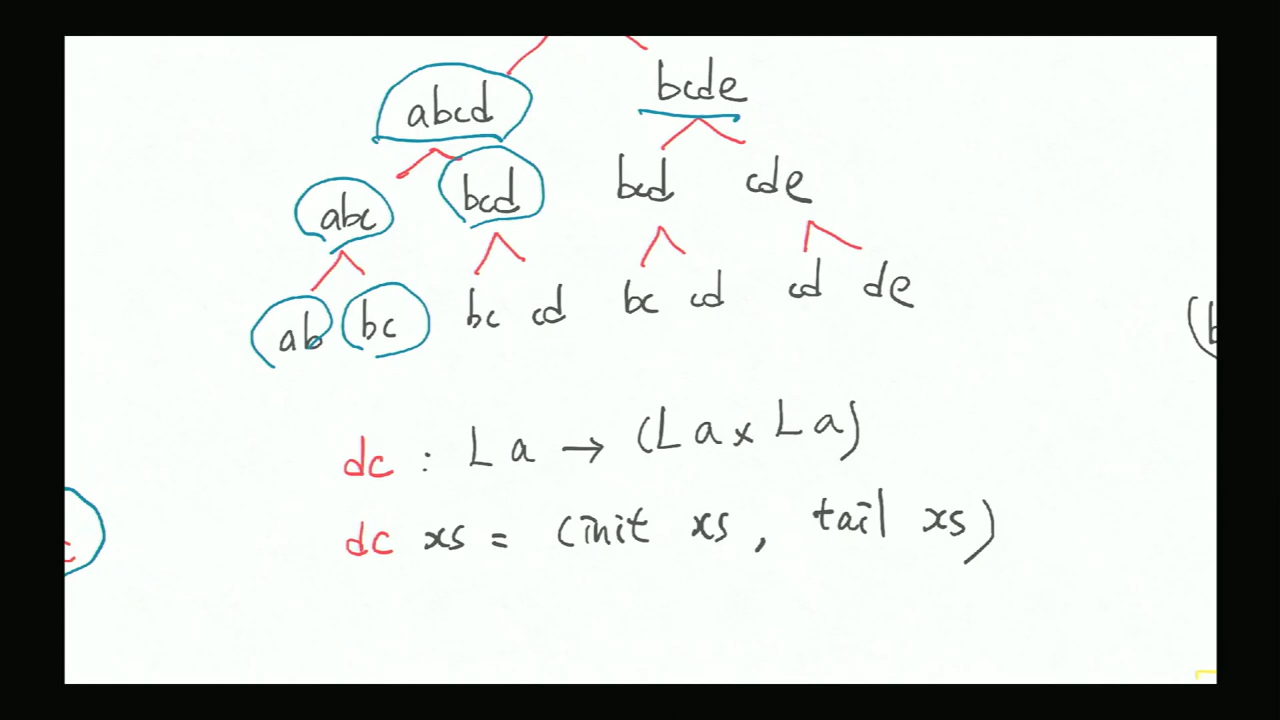 abcd bcde
abc bcd bcd cde
ab bc bc cd bc cd cd de
dc : L a → (L a x L a)
dc xs = (init xs , tail xs)